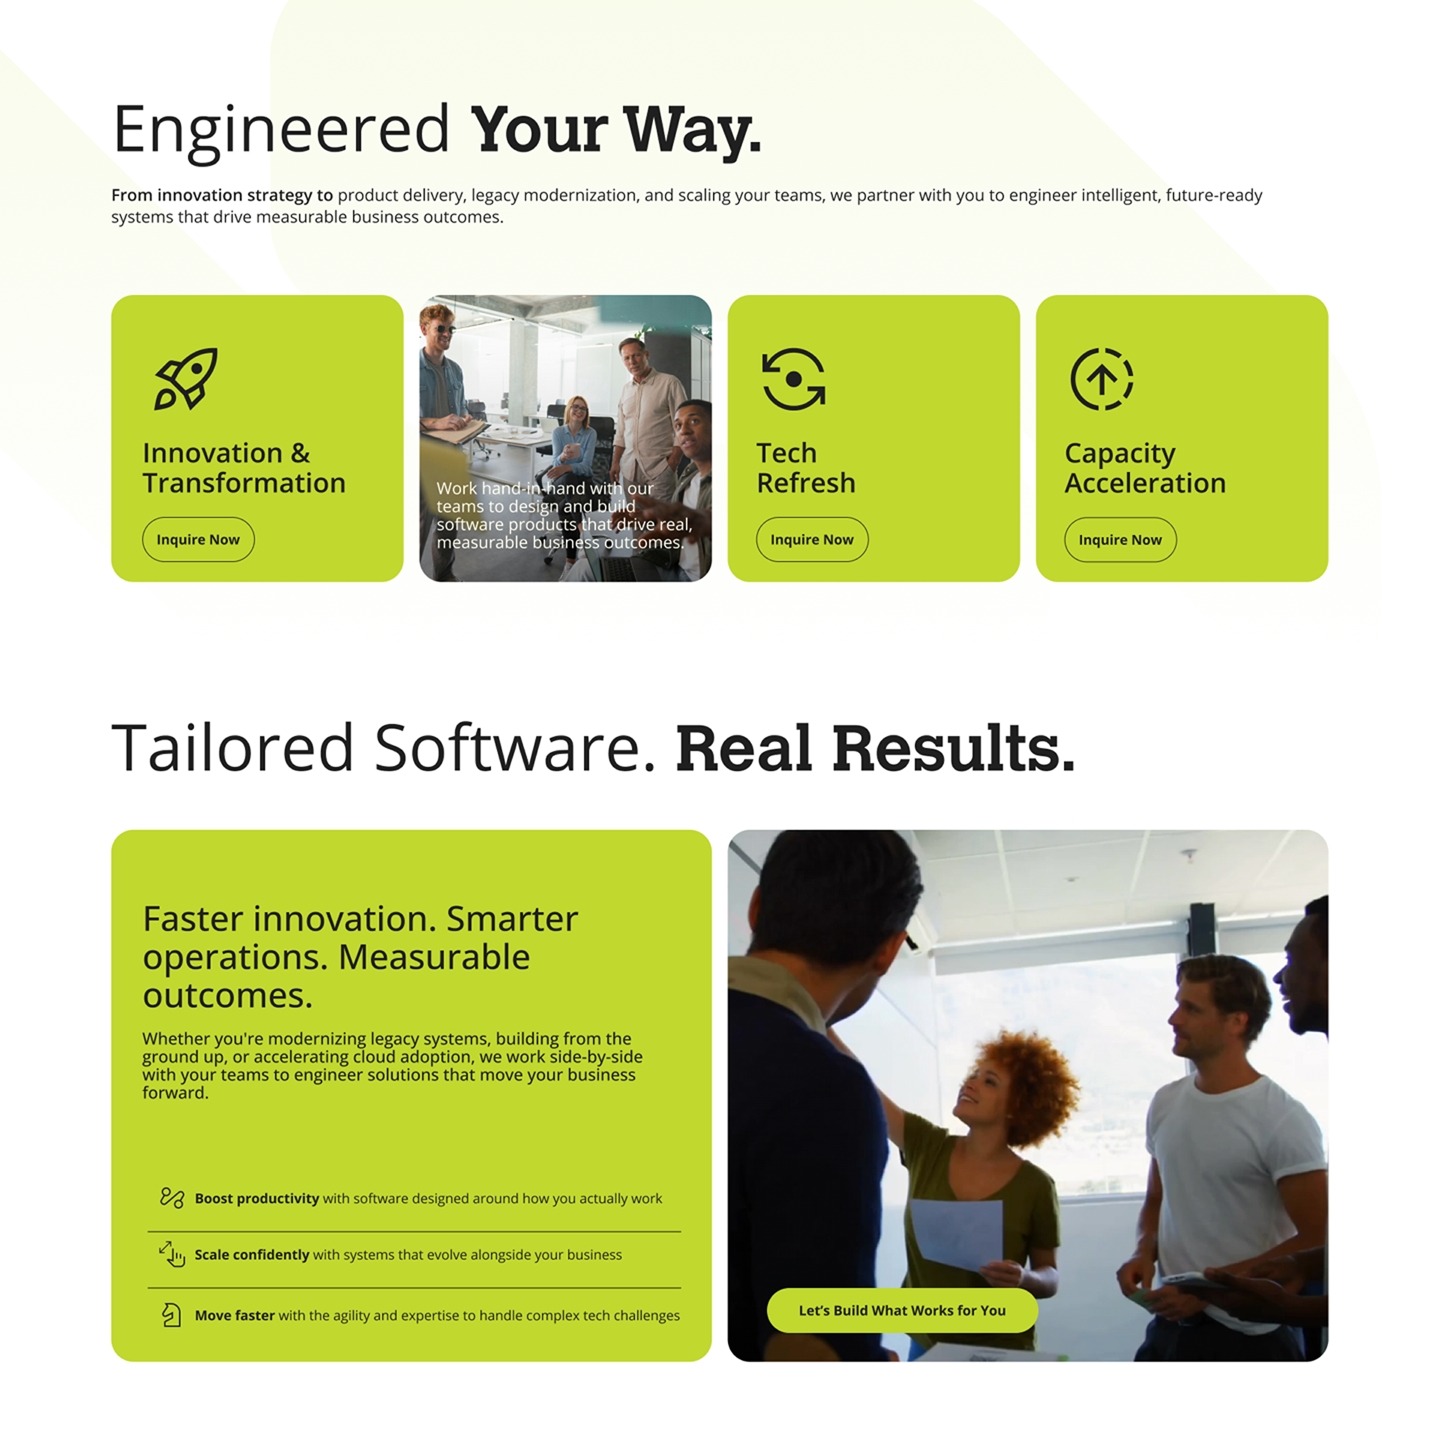 Engineered Your Way.
From innovation strategy to product delivery, legacy modernization, and scaling your teams, we partner with you to engineer intelligent, future-ready
systems that drive measurable business outcomes.
Innovation &
Transformation
Inquire Now
Work hand-in-hand with our
teams to design and build
software products that drive real,
measurable business outcomes.
Tech
Refresh
Inquire Now
Capacity
Acceleration
Inquire Now
Tailored Software. Real Results.
Faster innovation. Smarter
operations. Measurable
outcomes.
Whether you're modernizing legacy systems, building from the
ground up, or accelerating cloud adoption, we work side-by-side
with your teams to engineer solutions that move your business
forward.
Boost productivity with software designed around how you actually work
Scale confidently with systems that evolve alongside your business
Move faster with the agility and expertise to handle complex tech challenges
Let’s Build What Works for You